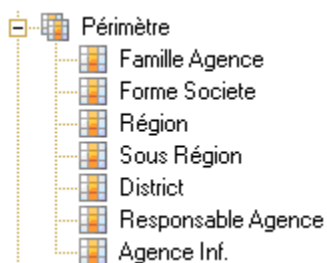 Périmètre
Famille Agence
Forme Societe
Région
Sous Région
District
Responsable Agence
Agence Inf.